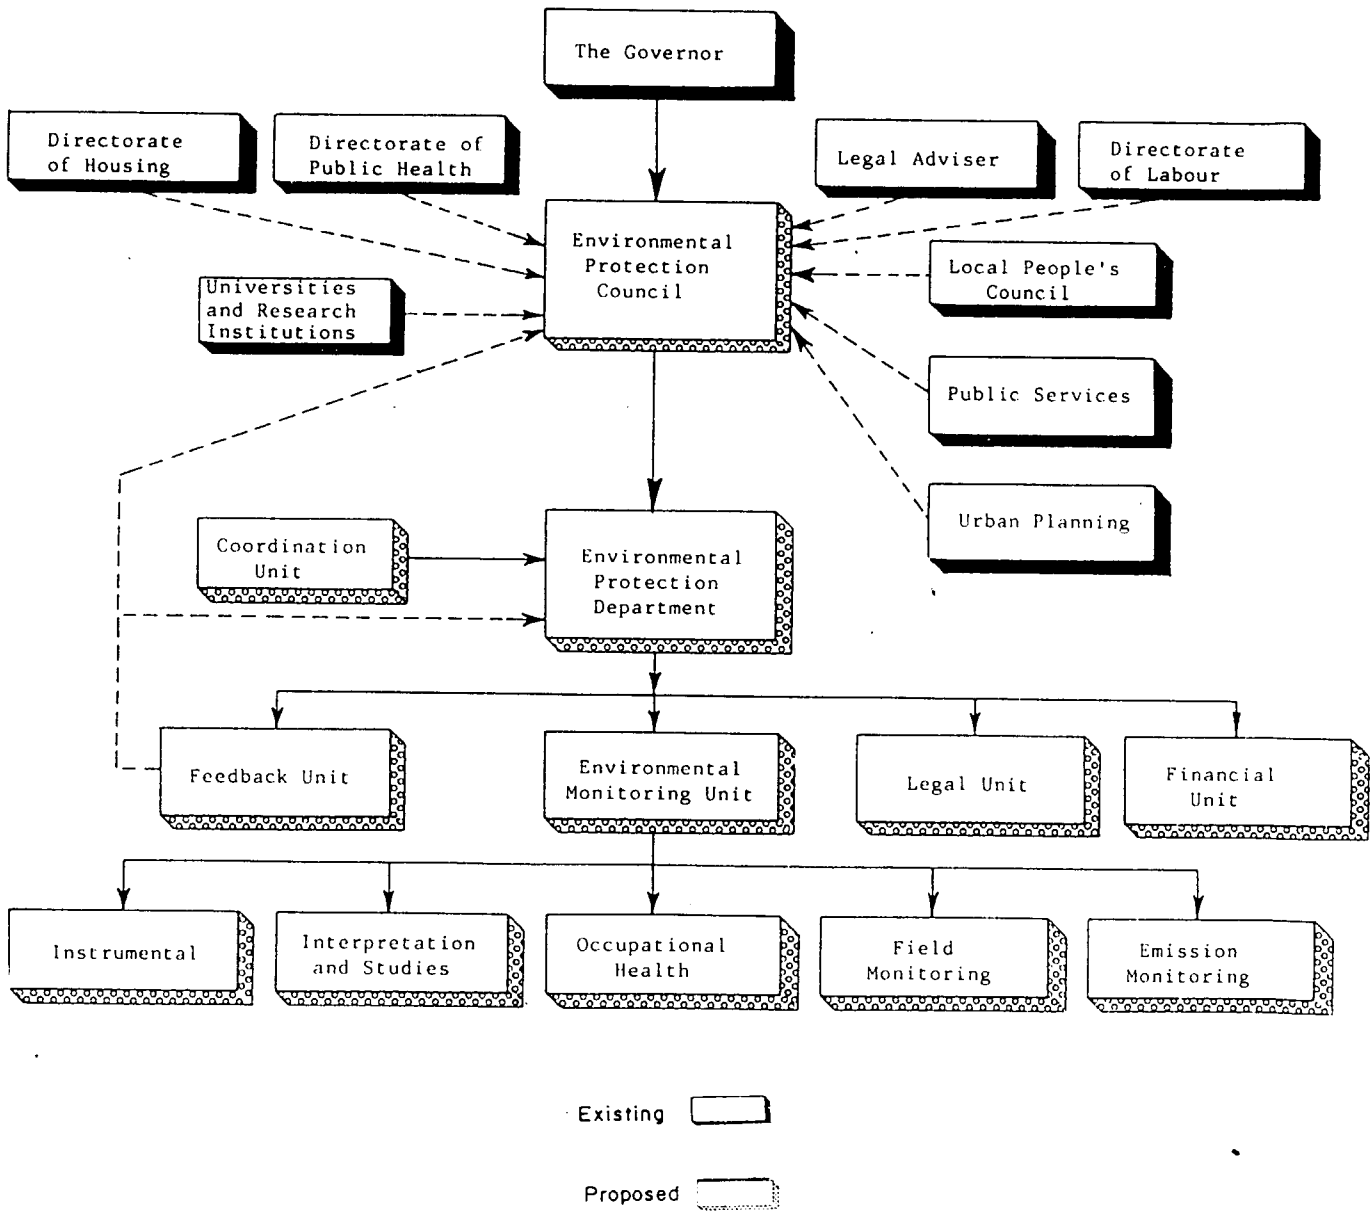 The Governor
Directorate
of Housing
Directorate of
Public Health
Legal Adviser
Directorate
of Labour
Environmental
Protection
Council
Universities
and Research
Institutions
Local People's
Council
Public Services
Urban Planning
Coordination
Unit
Environmental
Protection
Department
Feedback Unit
Environmental
Monitoring Unit
Legal Unit
Financial
Unit
Instrumental
Interpretation
and Studies
Occupational
Health
Field
Monitoring
Emission
Monitoring
Existing
Proposed